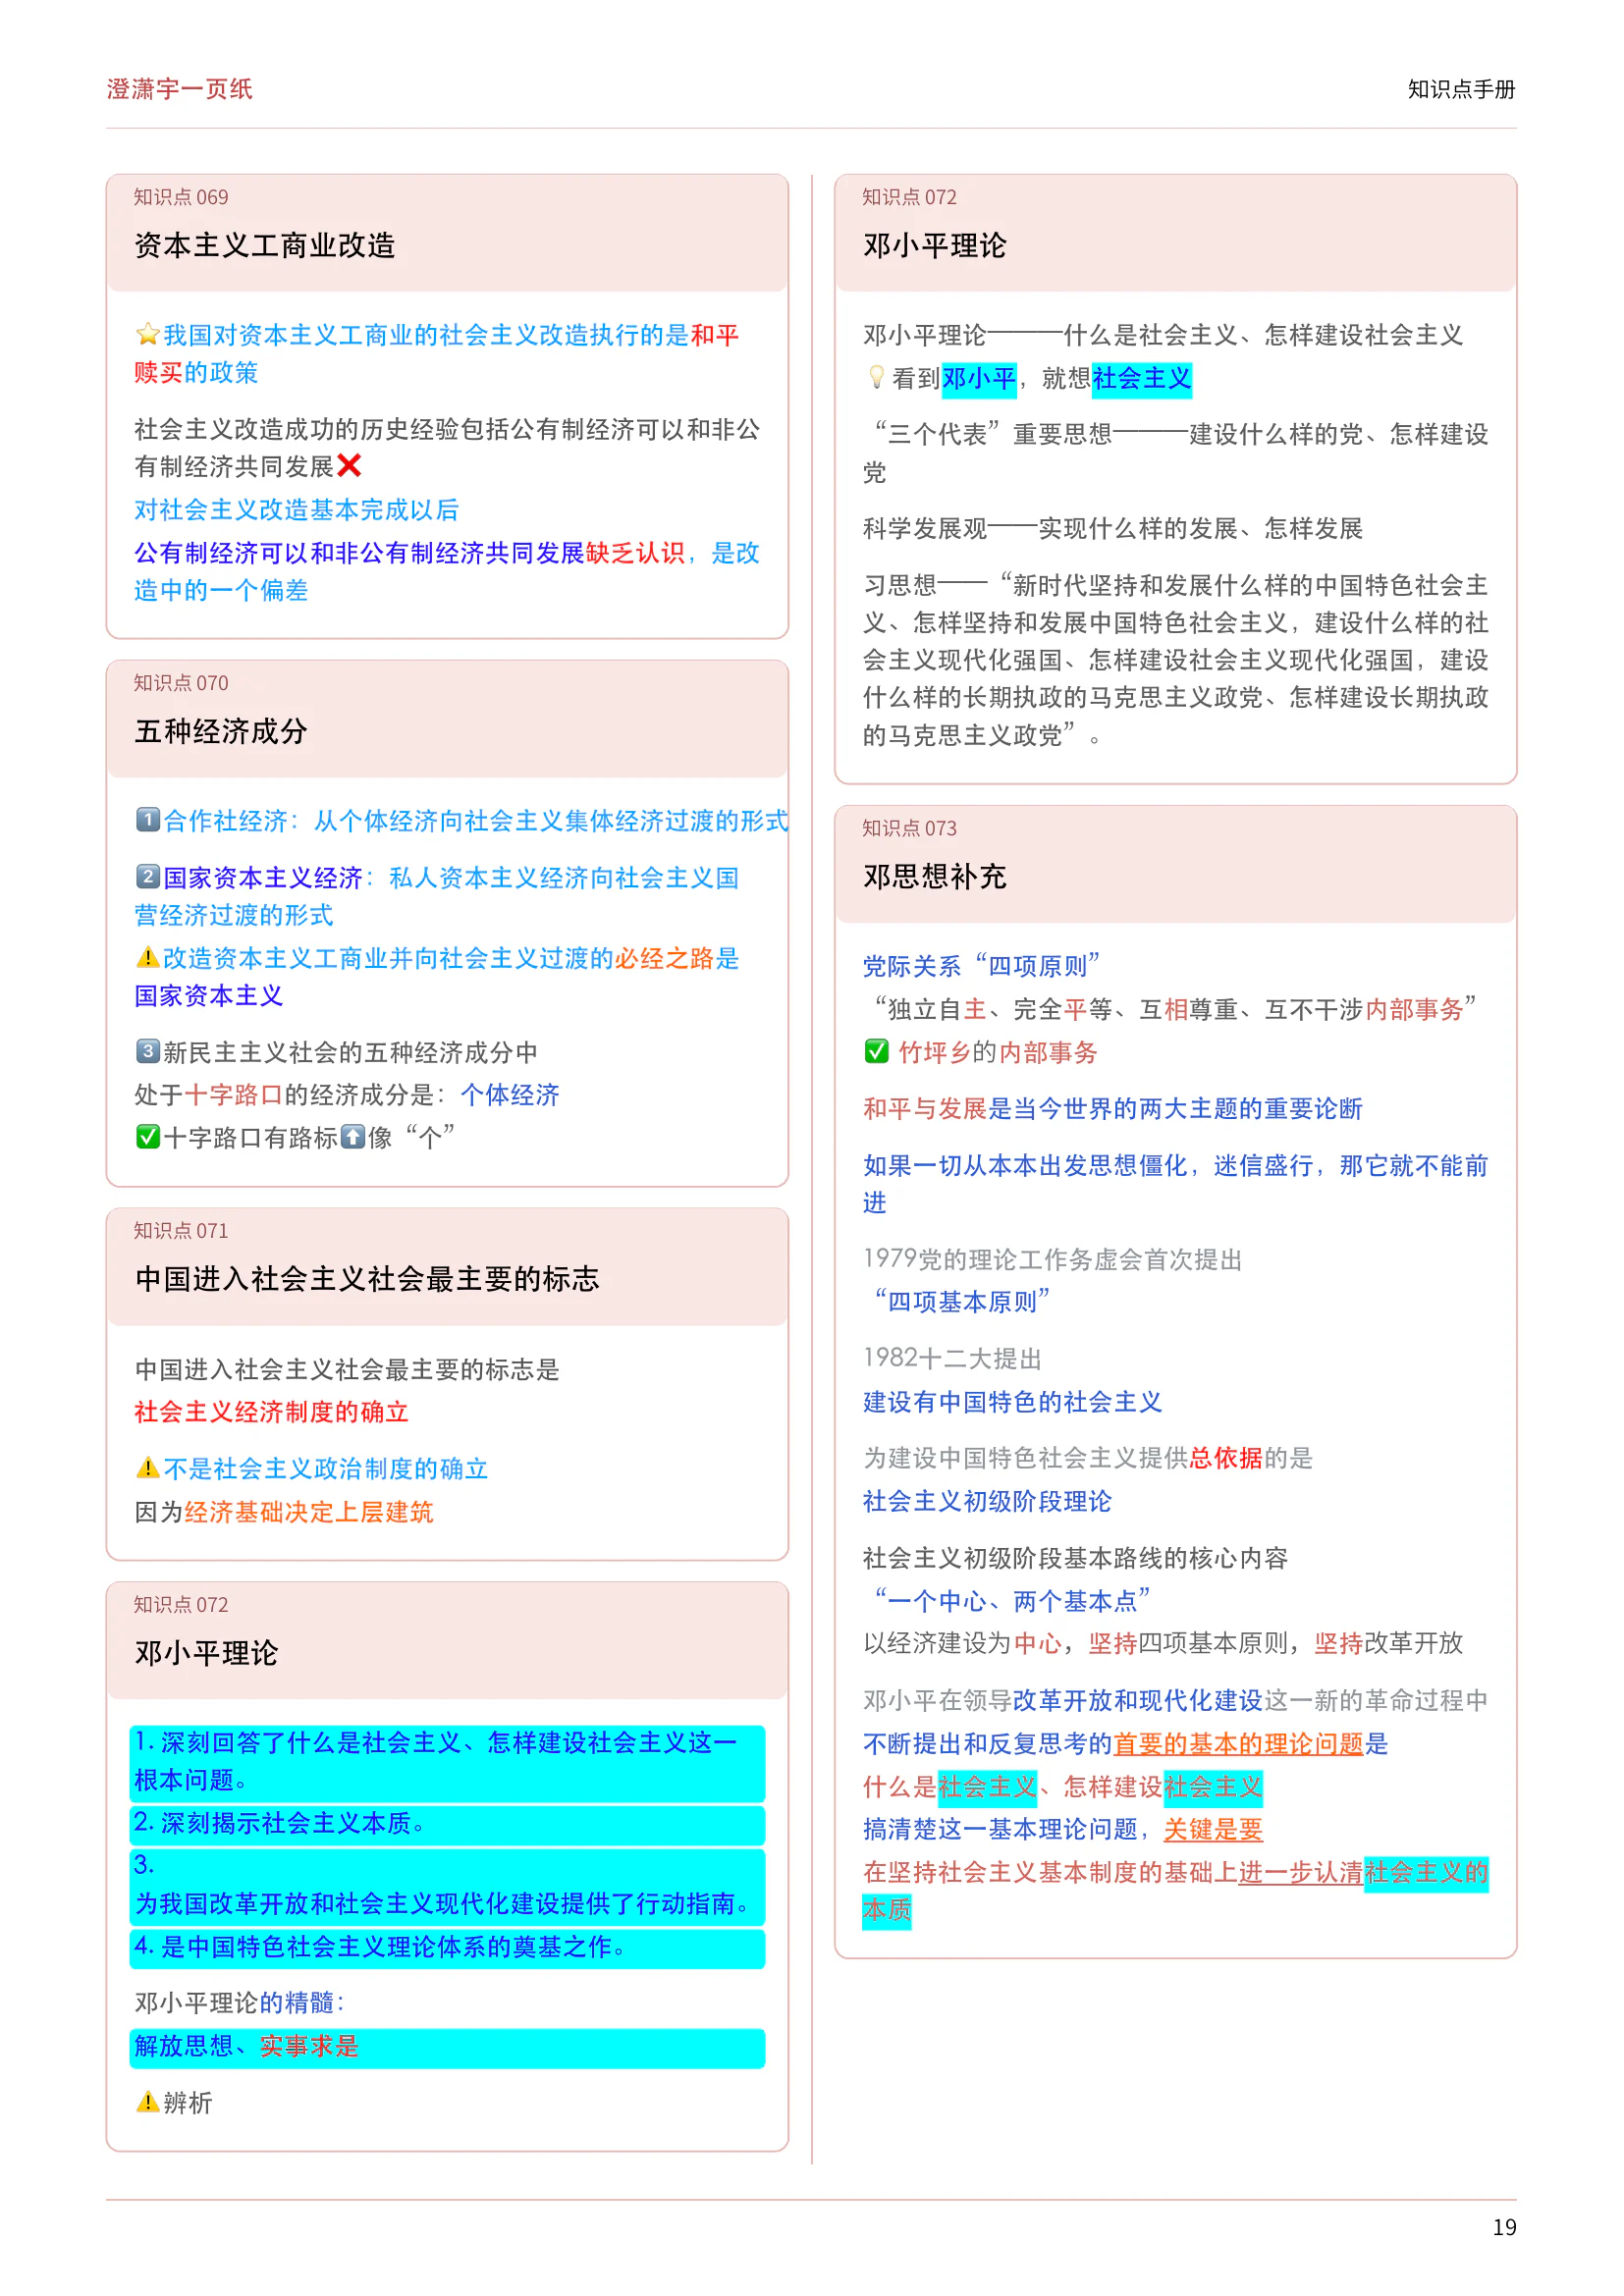 澄潇宇一页纸
知识点手册
知识点 069
资本主义工商业改造
⭐我国对资本主义工商业的社会主义改造执行的是和平
赎买的政策
社会主义改造成功的历史经验包括公有制经济可以和非公
有制经济共同发展❌
对社会主义改造基本完成以后
公有制经济可以和非公有制经济共同发展缺乏认识，是改
造中的一个偏差
知识点 070
五种经济成分
1️⃣合作社经济：从个体经济向社会主义集体经济过渡的形式
2️⃣国家资本主义经济：私人资本主义经济向社会主义国
营经济过渡的形式
⚠️改造资本主义工商业并向社会主义过渡的必经之路是
国家资本主义
3️⃣新民主主义社会的五种经济成分中
处于十字路口的经济成分是：个体经济
✅十字路口有路标⬆️像“个”
知识点 071
中国进入社会主义社会最主要的标志
中国进入社会主义社会最主要的标志是
社会主义经济制度的确立
⚠️不是社会主义政治制度的确立
因为经济基础决定上层建筑
知识点 072
邓小平理论
1. 深刻回答了什么是社会主义、怎样建设社会主义这一
根本问题。
2. 深刻揭示社会主义本质。
3.
为我国改革开放和社会主义现代化建设提供了行动指南。
4. 是中国特色社会主义理论体系的奠基之作。
邓小平理论的精髓：
解放思想、实事求是
⚠️辨析
知识点 072
邓小平理论
邓小平理论———什么是社会主义、怎样建设社会主义
💡看到邓小平，就想社会主义
“三个代表”重要思想———建设什么样的党、怎样建设
党
科学发展观——实现什么样的发展、怎样发展
习思想——“新时代坚持和发展什么样的中国特色社会主
义、怎样坚持和发展中国特色社会主义，建设什么样的社
会主义现代化强国、怎样建设社会主义现代化强国，建设
什么样的长期执政的马克思主义政党、怎样建设长期执政
的马克思主义政党”。
知识点 073
邓思想补充
党际关系“四项原则”
“独立自主、完全平等、互相尊重、互不干涉内部事务”
✅ 竹坪乡的内部事务
和平与发展是当今世界的两大主题的重要论断
如果一切从本本出发思想僵化，迷信盛行，那它就不能前
进
1979党的理论工作务虚会首次提出
“四项基本原则”
1982十二大提出
建设有中国特色的社会主义
为建设中国特色社会主义提供总依据的是
社会主义初级阶段理论
社会主义初级阶段基本路线的核心内容
“一个中心、两个基本点”
以经济建设为中心，坚持四项基本原则，坚持改革开放
邓小平在领导改革开放和现代化建设这一新的革命过程中
不断提出和反复思考的首要的基本的理论问题是
什么是社会主义、怎样建设社会主义
搞清楚这一基本理论问题，关键是要
在坚持社会主义基本制度的基础上进一步认清社会主义的
本质
19